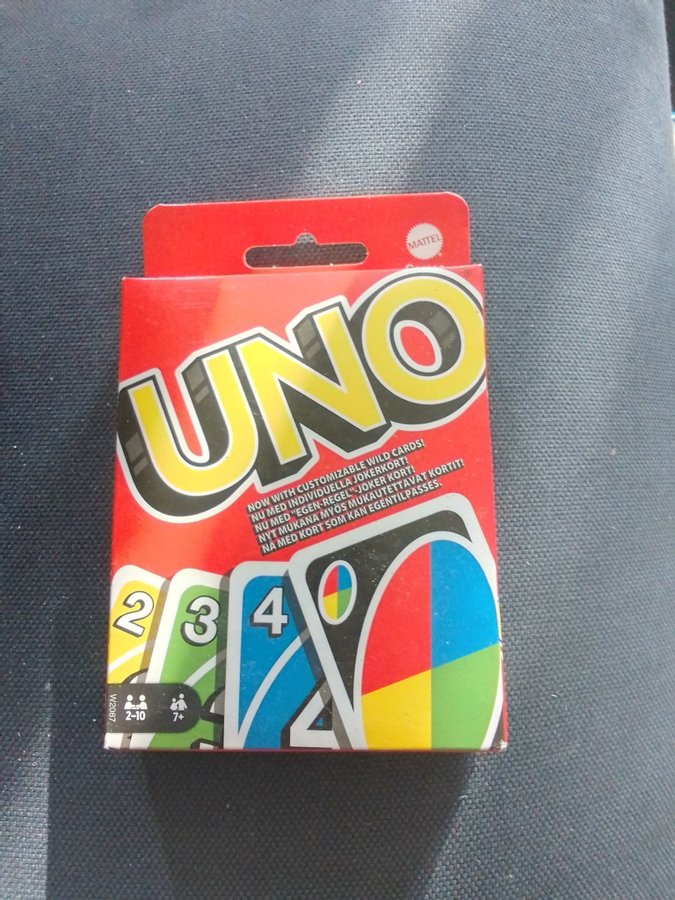 MATTEL
UNO
NOW WITH CUSTOMIZABLE WILD CARDS!
NU MED INDIVIDUELLA JOKERKORT!
NU MED "EGEN-REGEL"-JOKER KORT!
NYT MUKANA MYÖS MUKAUTETTAVAT KORTIT!
NÅ MED KORT SOM KAN EGENTILPASSES.
2
3
4
W2087
2-10
7+